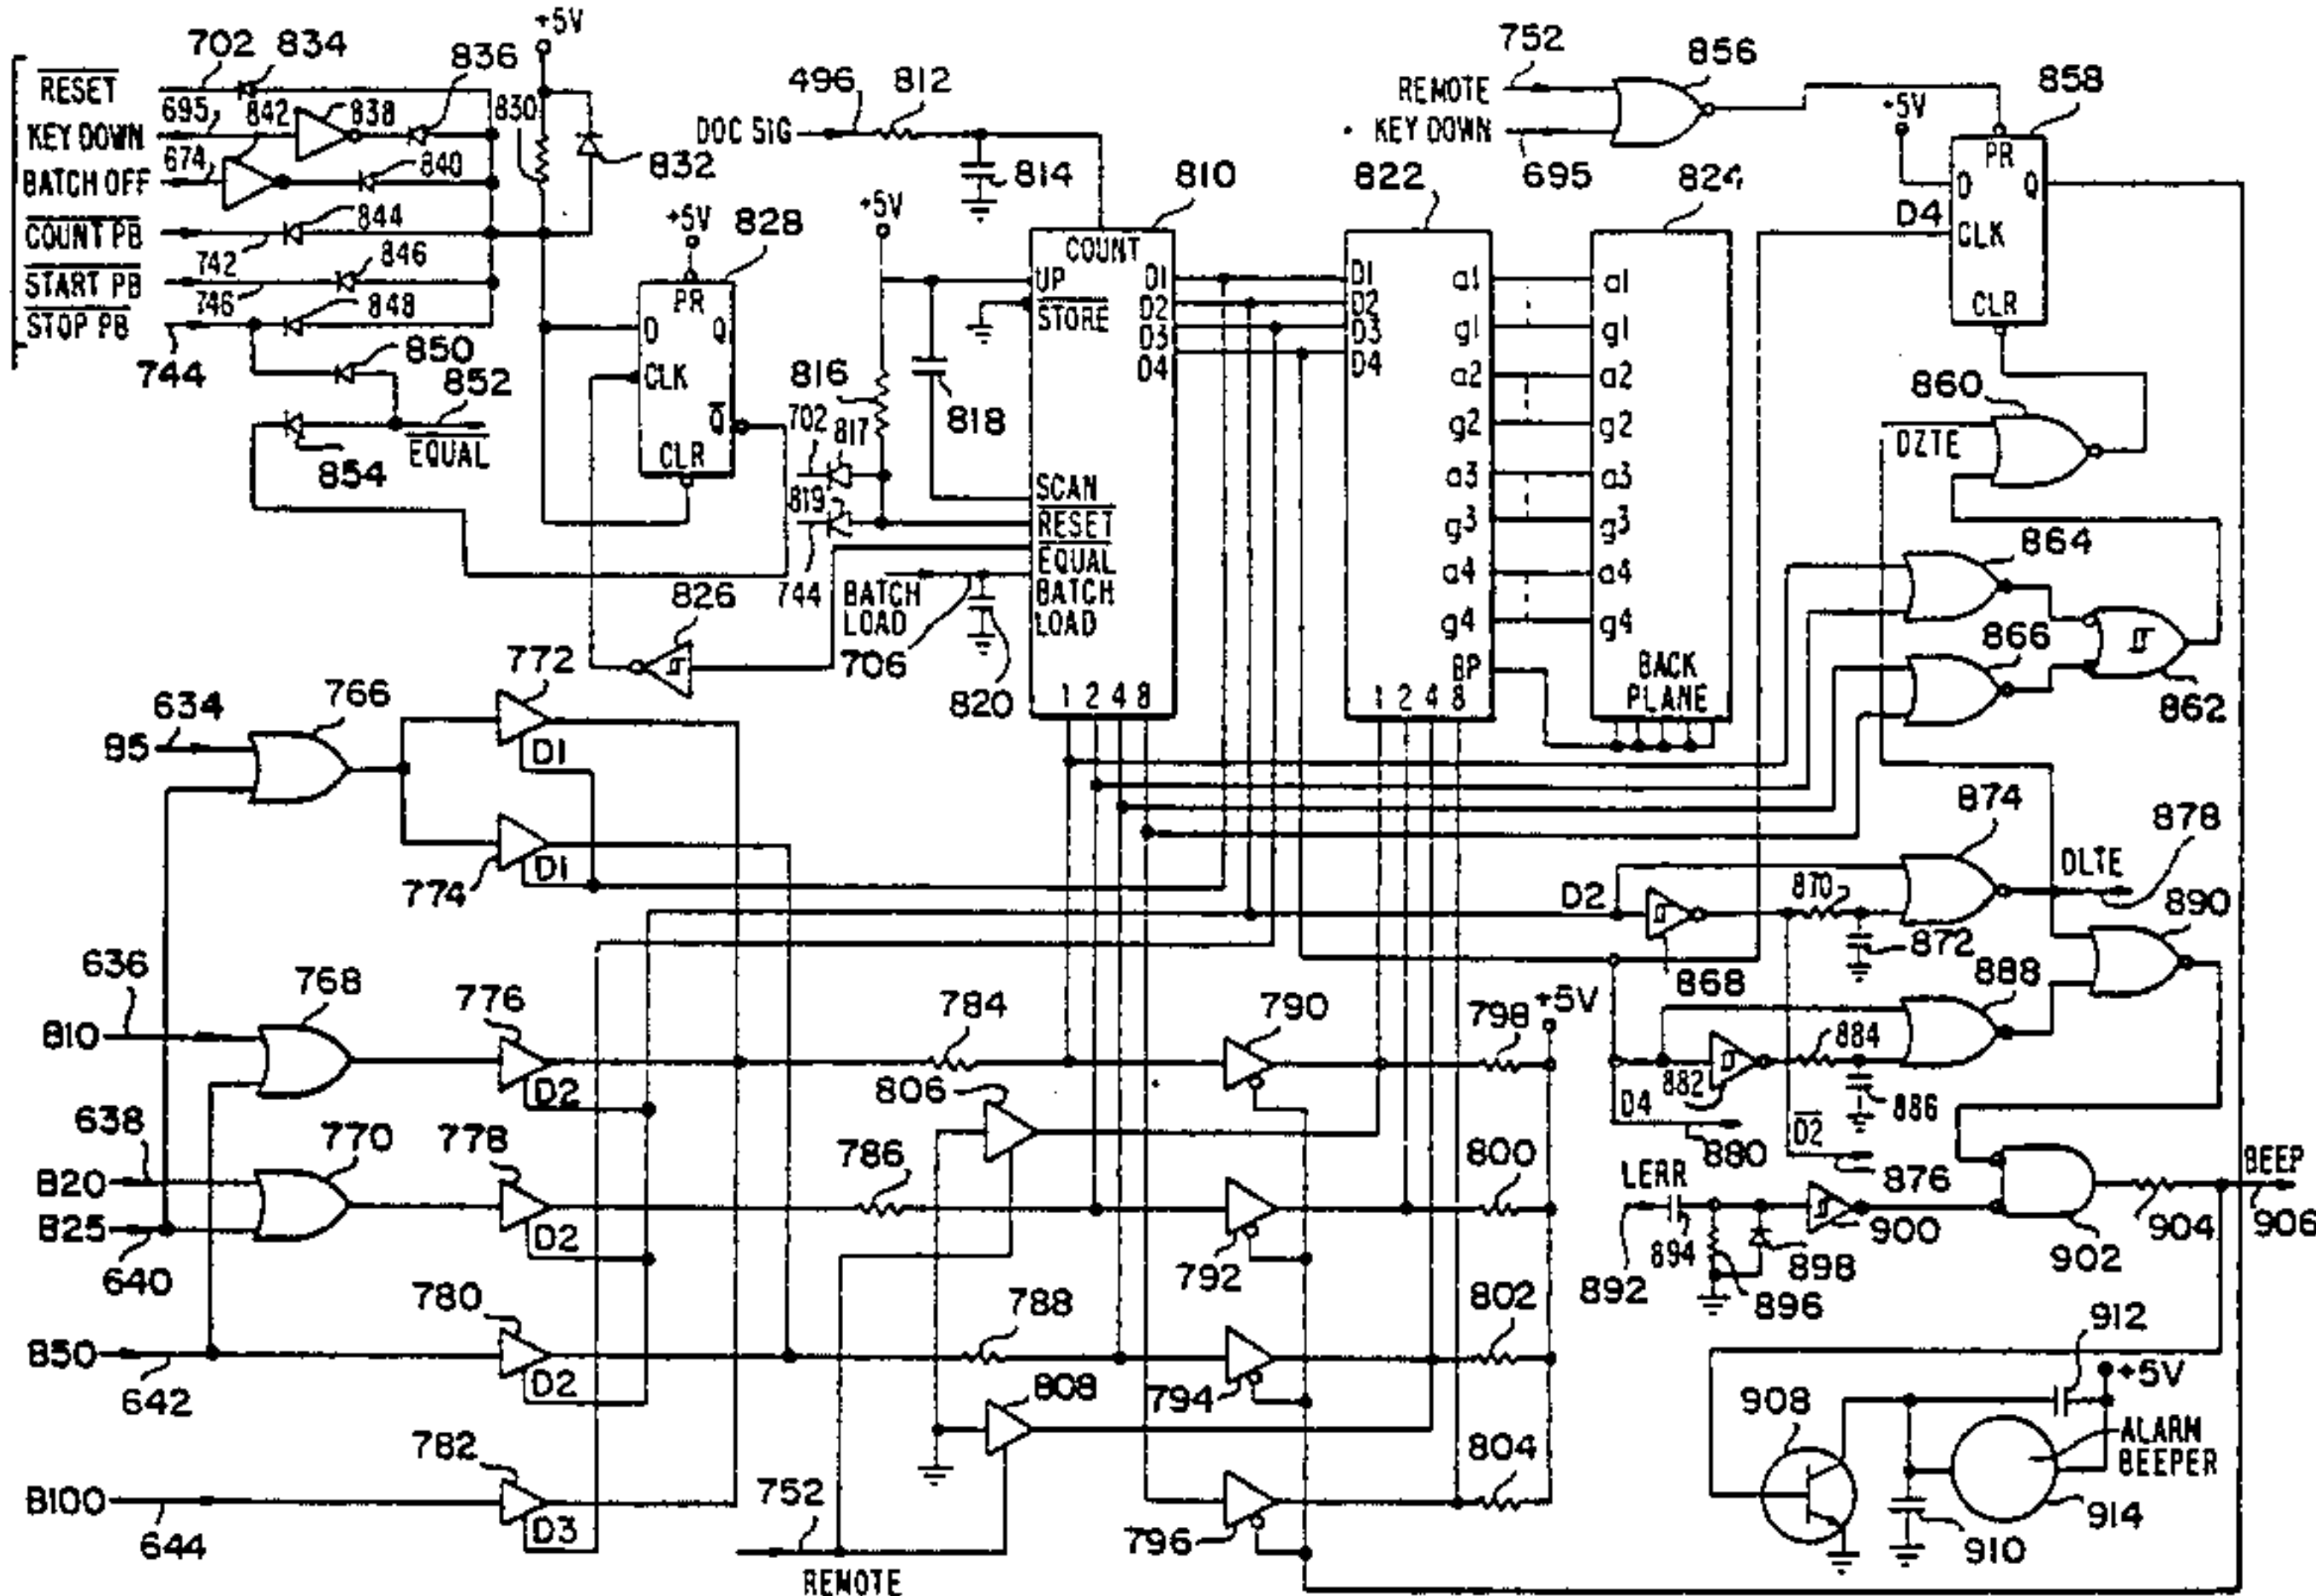 702 834
RESET
836
695 842 838
KEY DOWN
674
BATCH OFF
840
COUNT PB
844
742
846
START PB
746
848
STOP PB
744
850
852
EQUAL
854
+5V
830
832
+5V
828
PR
D Q
CLK
Q
CLR
826
DOC SIG
496
812
814
+5V
816
818
702
817
819
744
BATCH LOAD
706
820
810
COUNT
UP
STORE
D1
D2
D3
D4
SCAN
RESET
EQUAL
BATCH LOAD
1 2 4 8
822
D1
D2
D3
D4
a1
g1
a2
g2
a3
g3
a4
g4
BP
1 2 4 8
824
a1
g1
a2
g2
a3
g3
a4
g4
BACK PLANE
752
REMOTE
KEY DOWN
695
856
858
+5V
PR
D Q
D4
CLK
CLR
860
DZTE
864
866
862
634
B5
766
772
D1
774
D1
636
B10
768
776
D2
784
790
798
+5V
638
B20
770
778
D2
786
806
792
800
B25
640
B50
642
780
D2
788
794
802
808
B100
644
782
D3
752
REMOTE
796
804
D2
868
870
872
874
DLTE
878
890
888
882
884
886
D4
880
D2
876
LERR
892
894
896
898
900
902
904
BEEP
906
908
910
912
+5V
ALARM BEEPER
914